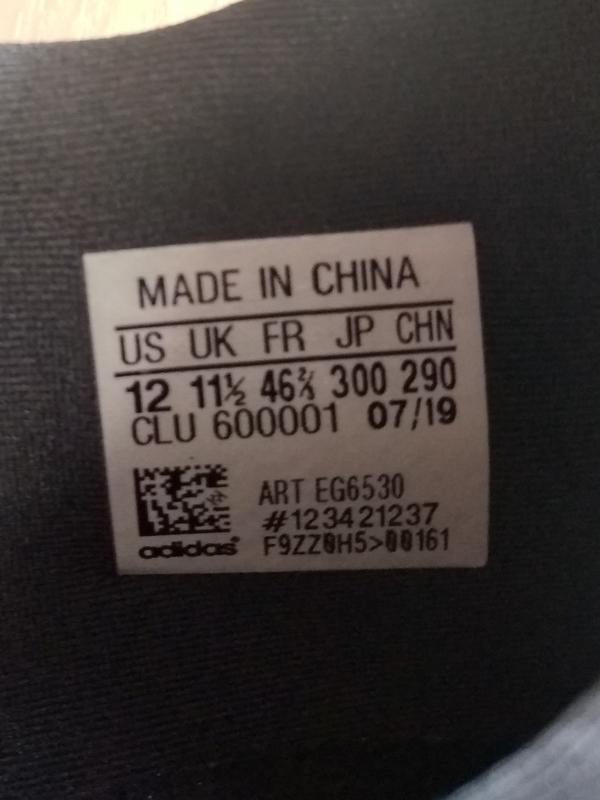 MADE IN CHINA
US UK FR JP CHN
12 11½ 46⅔ 300 290
CLU 600001 07/19
ART EG6530
#123421237
adidas F9ZZ0H5>00161